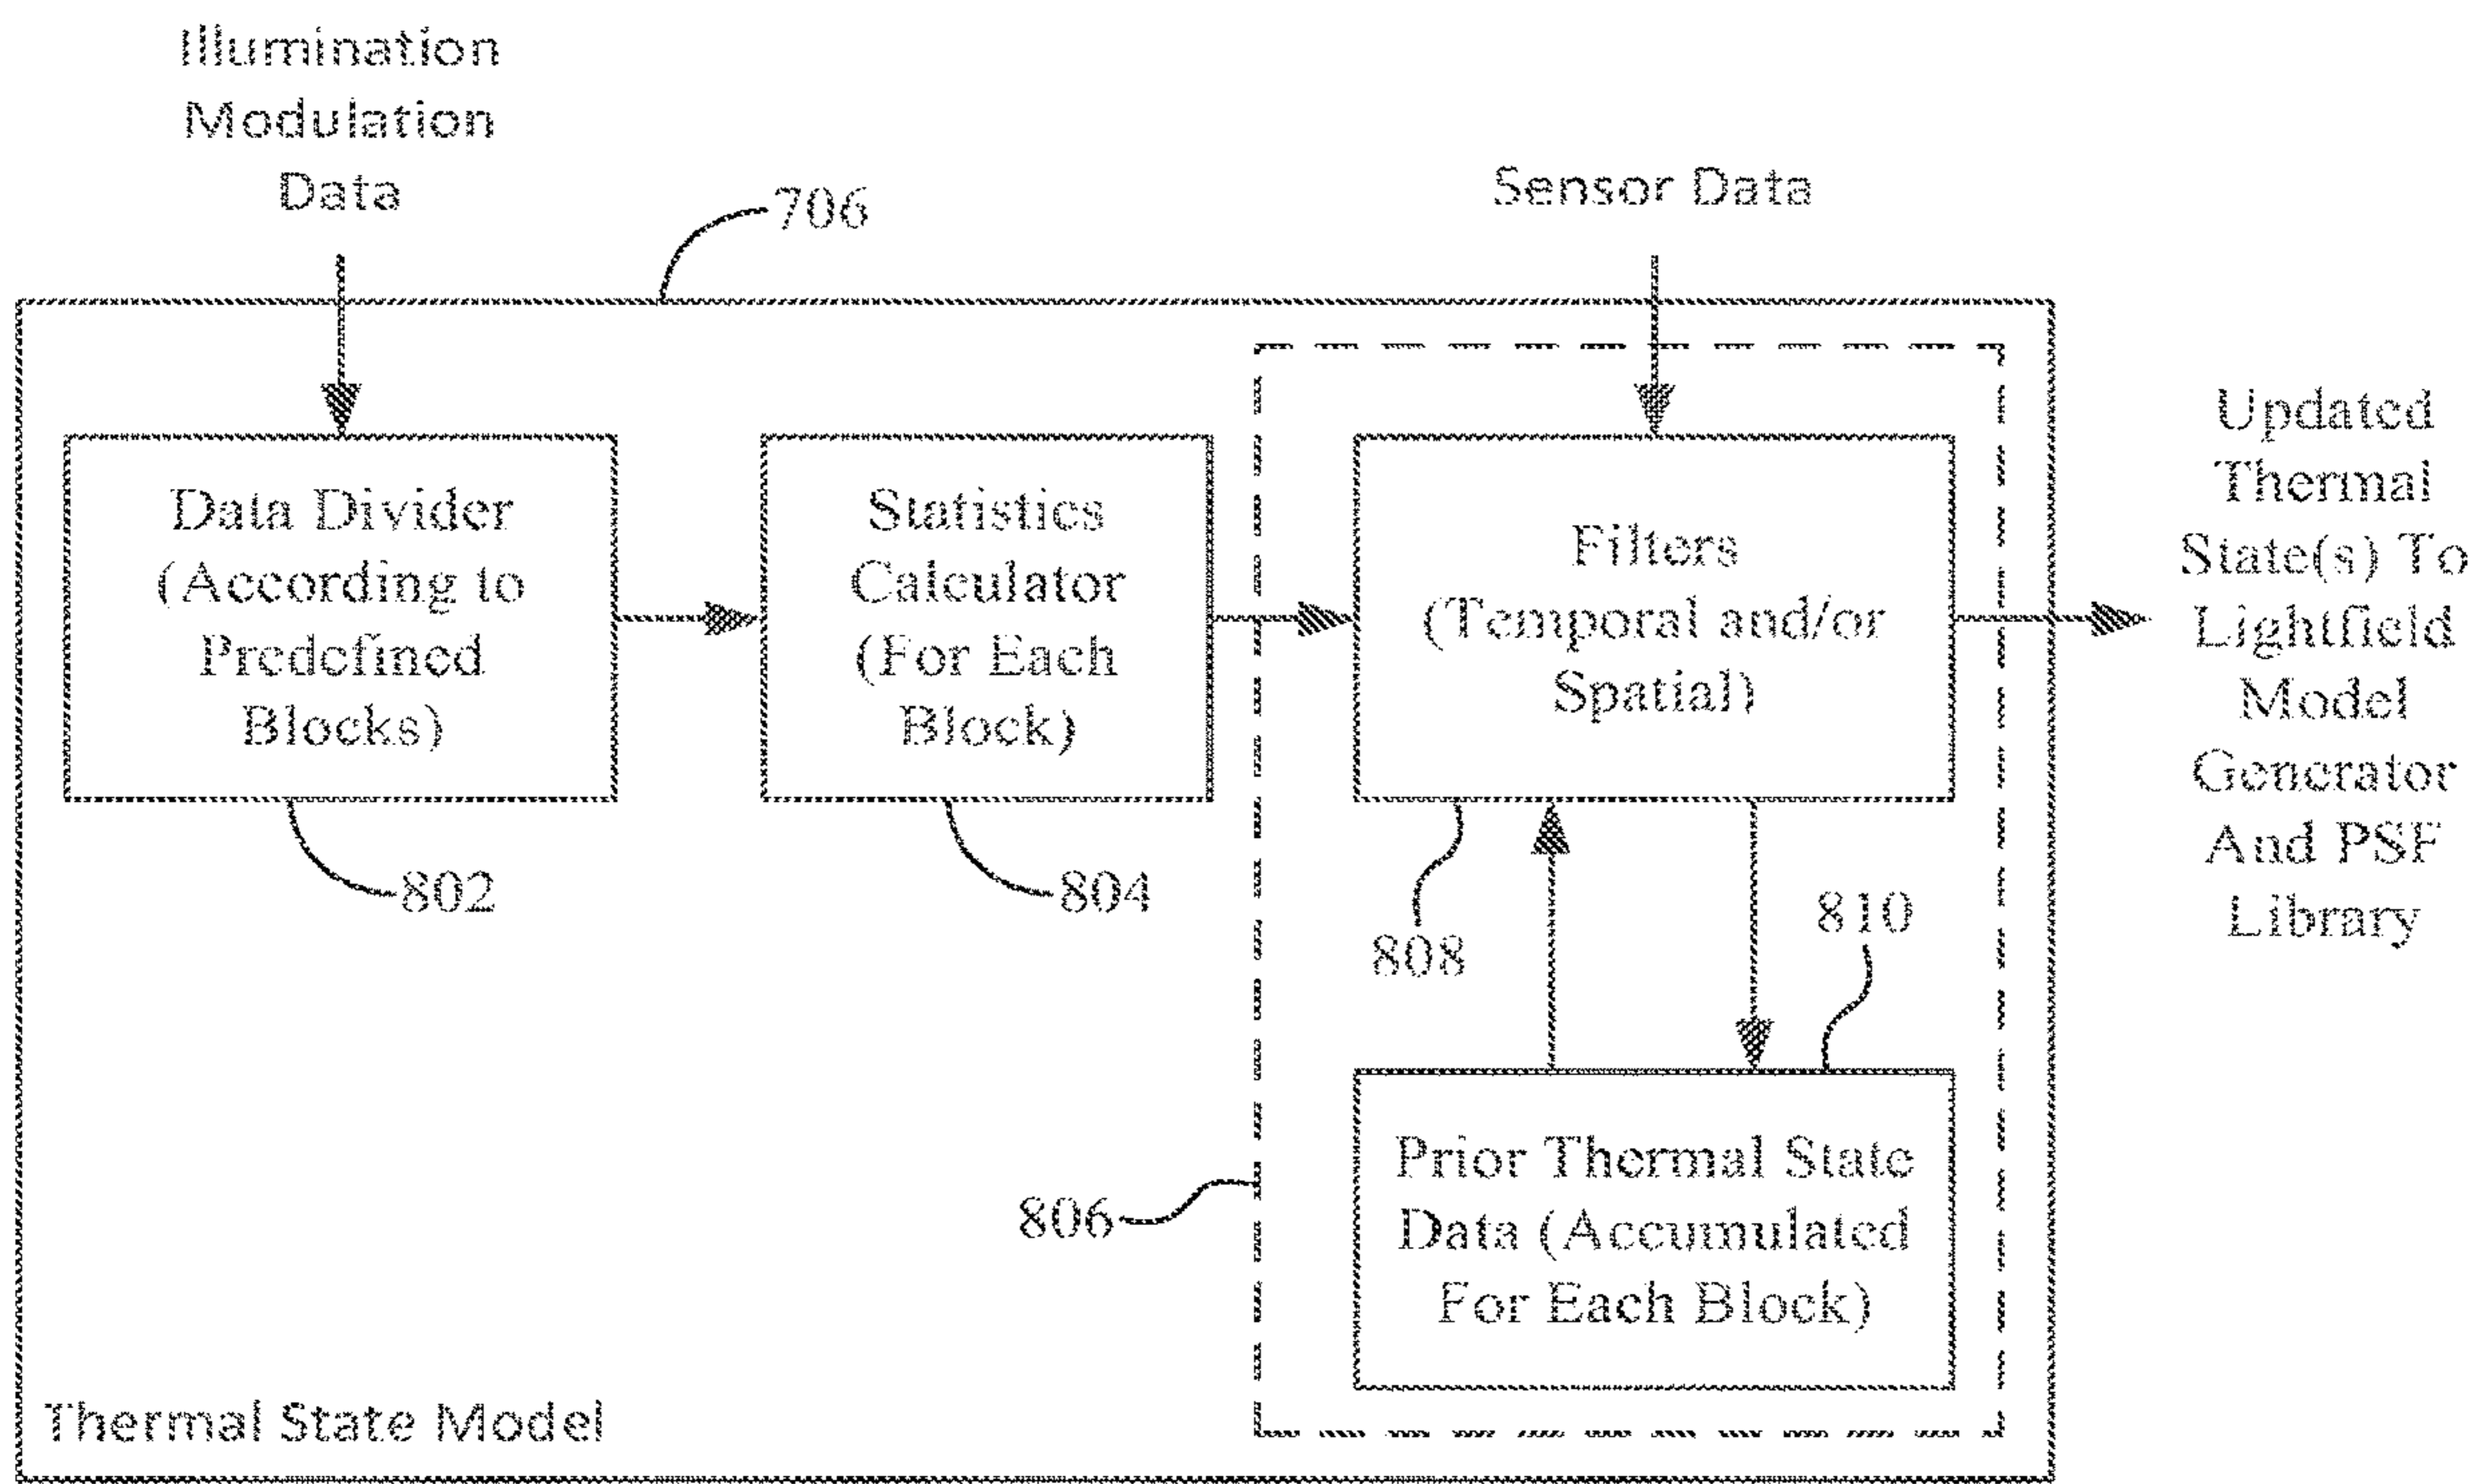 Illumination
Modulation
Data
706
Sensor Data
Data Divider
(According to
Predefined
Blocks)
802
Statistics
Calculator
(For Each
Block)
804
Filters
(Temporal and/or
Spatial)
808
810
Prior Thermal State
Data (Accumulated
For Each Block)
806
Updated
Thermal
State(s) To
Lightfield
Model
Generator
And PSF
Library
Thermal State Model